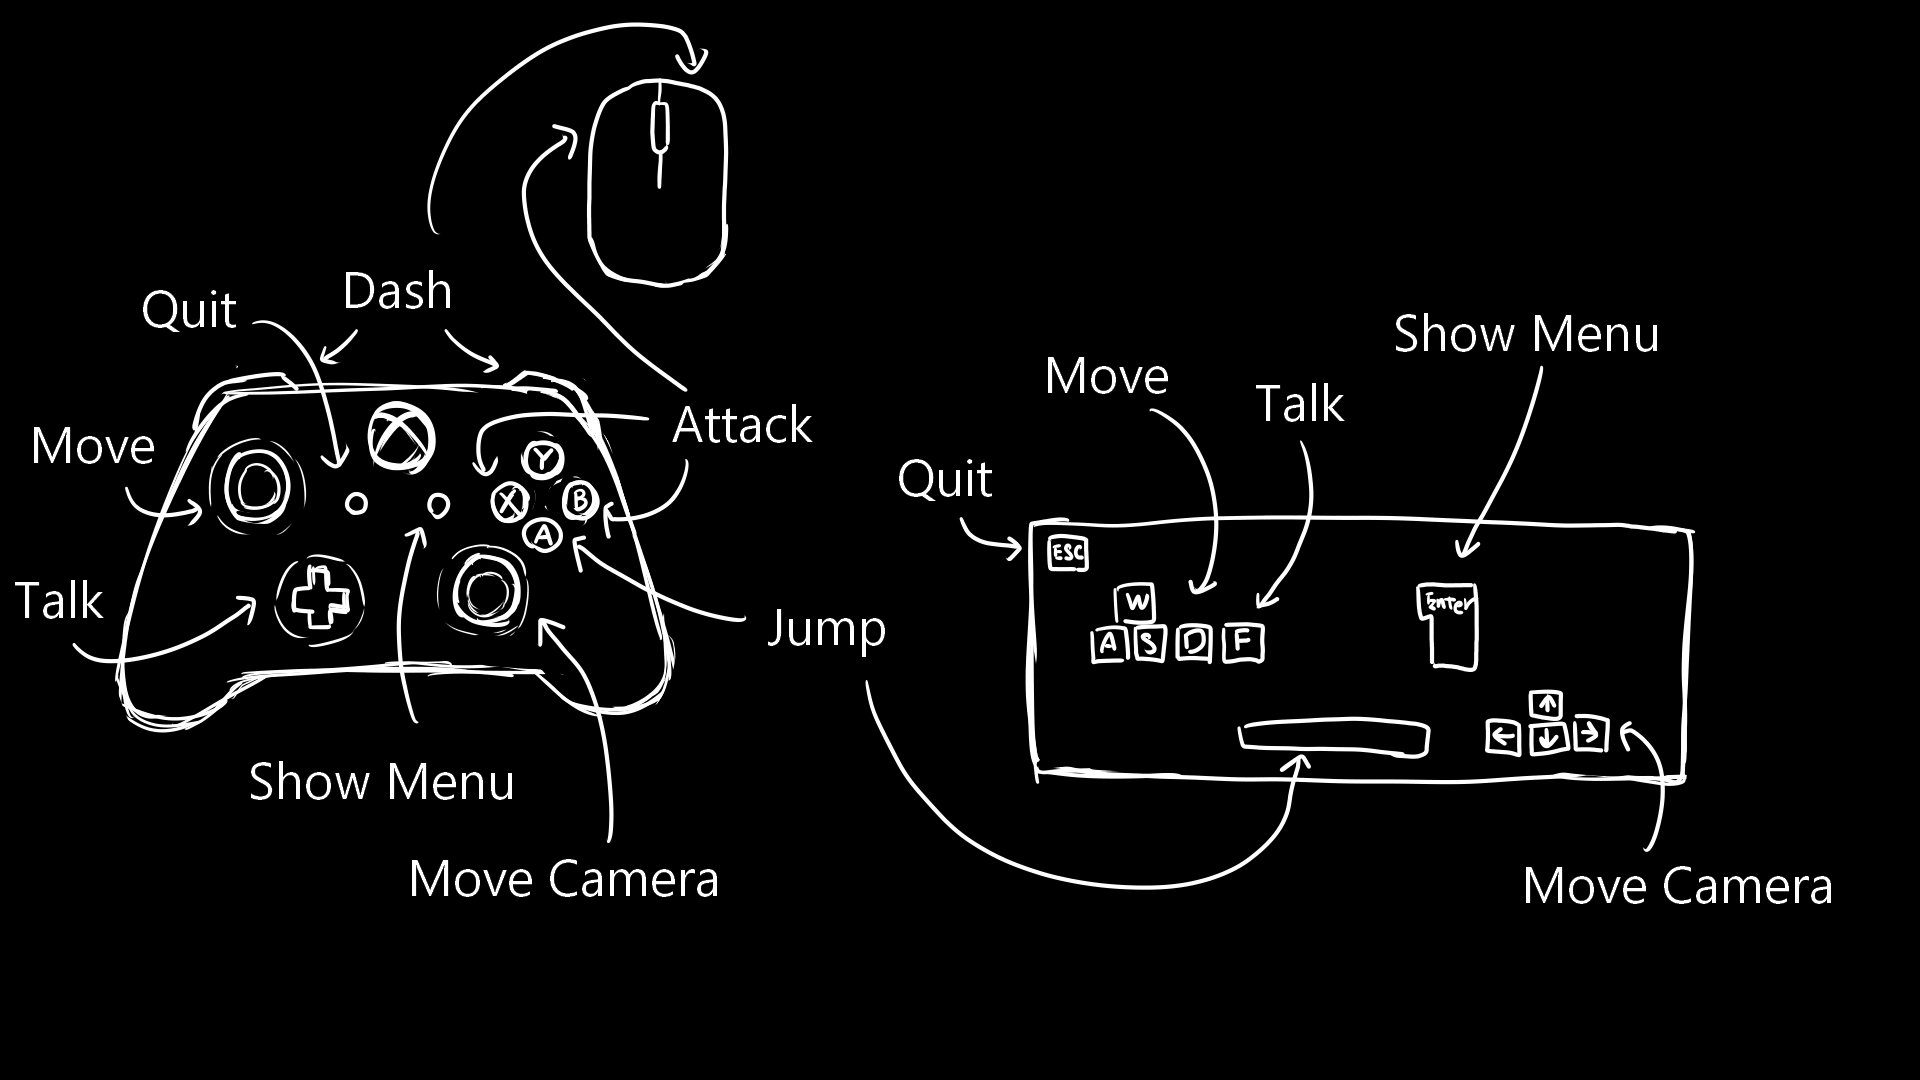 Dash
Quit
Move
Attack
Y
X
B
A
Talk
Jump
Show Menu
Move Camera
Show Menu
Move
Talk
Quit
ESC
W
A
S
D
F
Enter
↑
←
↓
→
Move Camera